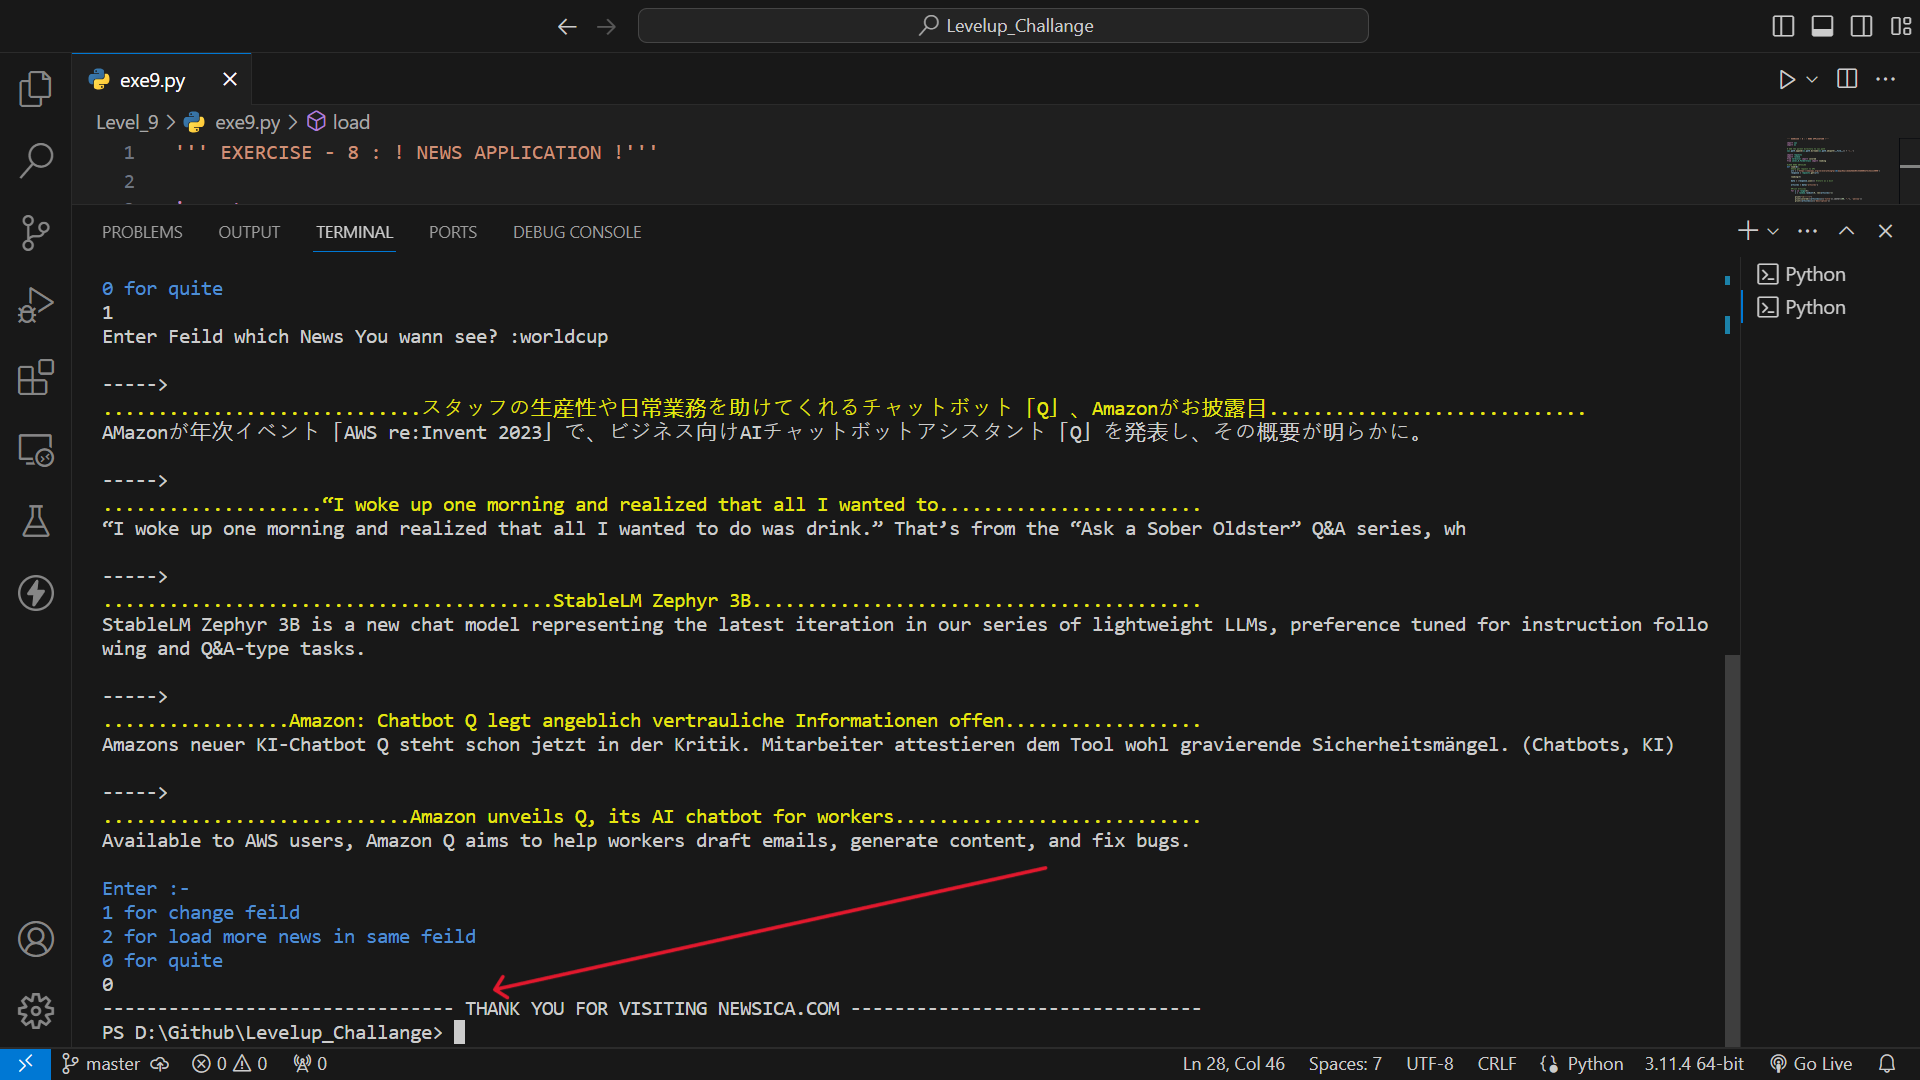 Levelup_Challange
exe9.py
Level_9 > exe9.py > load
1 ''' EXERCISE - 8 : ! NEWS APPLICATION !'''
2
PROBLEMS OUTPUT TERMINAL PORTS DEBUG CONSOLE
Python
Python
0 for quite
1
Enter Feild which News You wann see? :worldcup
----->
.............................スタッフの生産性や日常業務を助けてくれるチャットボット「Q」、Amazonがお披露目.............................
AMazonが年次イベント「AWS re:Invent 2023」で、ビジネス向けAIチャットボットアシスタント「Q」を発表し、その概要が明らかに。
----->
....................“I woke up one morning and realized that all I wanted to........................
“I woke up one morning and realized that all I wanted to do was drink.” That’s from the “Ask a Sober Oldster” Q&A series, wh
----->
.........................................StableLM Zephyr 3B.........................................
StableLM Zephyr 3B is a new chat model representing the latest iteration in our series of lightweight LLMs, preference tuned for instruction follo
wing and Q&A-type tasks.
----->
.................Amazon: Chatbot Q legt angeblich vertrauliche Informationen offen..................
Amazons neuer KI-Chatbot Q steht schon jetzt in der Kritik. Mitarbeiter attestieren dem Tool wohl gravierende Sicherheitsmängel. (Chatbots, KI)
----->
............................Amazon unveils Q, its AI chatbot for workers............................
Available to AWS users, Amazon Q aims to help workers draft emails, generate content, and fix bugs.
Enter :-
1 for change feild
2 for load more news in same feild
0 for quite
0
-------------------------------- THANK YOU FOR VISITING NEWSICA.COM --------------------------------
PS D:\Github\Levelup_Challange>
master 0 0 0 Ln 28, Col 46 Spaces: 7 UTF-8 CRLF Python 3.11.4 64-bit Go Live